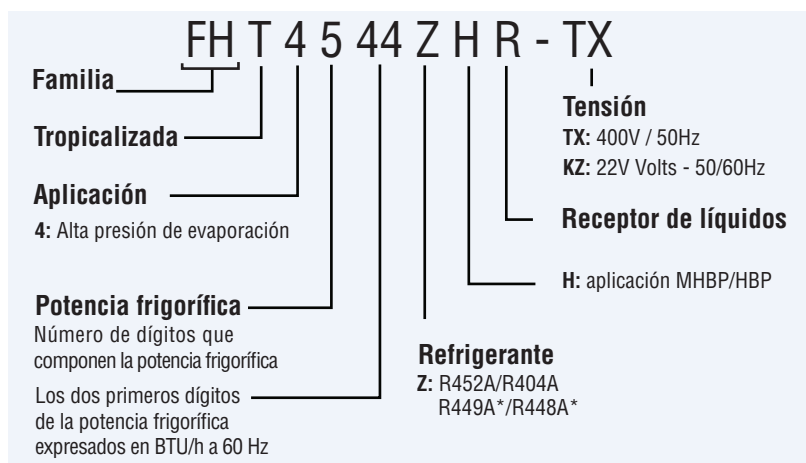 FH T 4 5 44 Z H R - TX
Familia
Tropicalizada
Aplicación
4: Alta presión de evaporación
Potencia frigorífica
Número de dígitos que
componen la potencia frigorífica
Los dos primeros dígitos
de la potencia frigorífica
expresados en BTU/h a 60 Hz
Tensión
TX: 400V / 50Hz
KZ: 22V Volts - 50/60Hz
Receptor de líquidos
H: aplicación MHBP/HBP
Refrigerante
Z: R452A/R404A
R449A*/R448A*